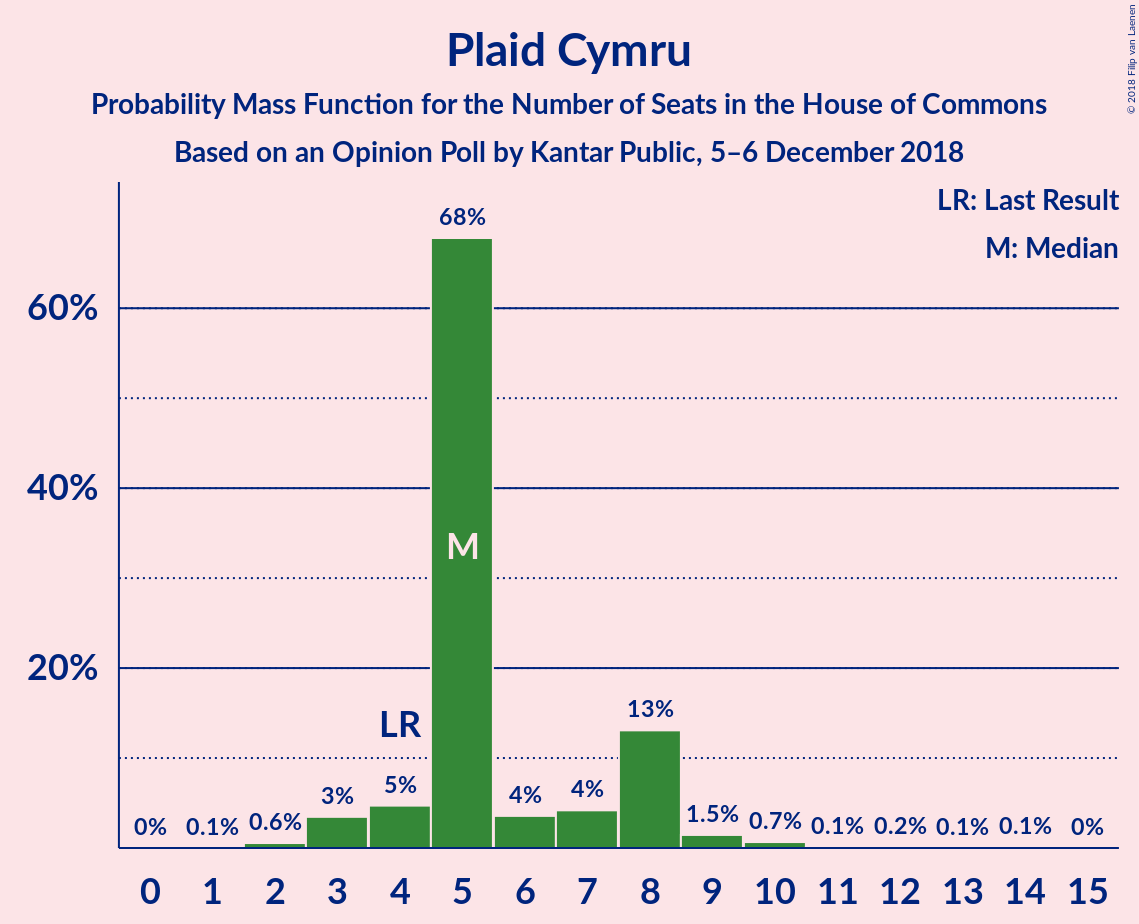 Plaid Cymru
Probability Mass Function for the Number of Seats in the House of Commons
Based on an Opinion Poll by Kantar Public, 5–6 December 2018
© 2018 Filip van Laenen
LR: Last Result
M: Median
60%
40%
20%
0%
0.1%
0.6%
3%
5%
LR
68%
M
4%
4%
13%
1.5%
0.7%
0.1%
0.2%
0.1%
0.1%
0%
0 1 2 3 4 5 6 7 8 9 10 11 12 13 14 15